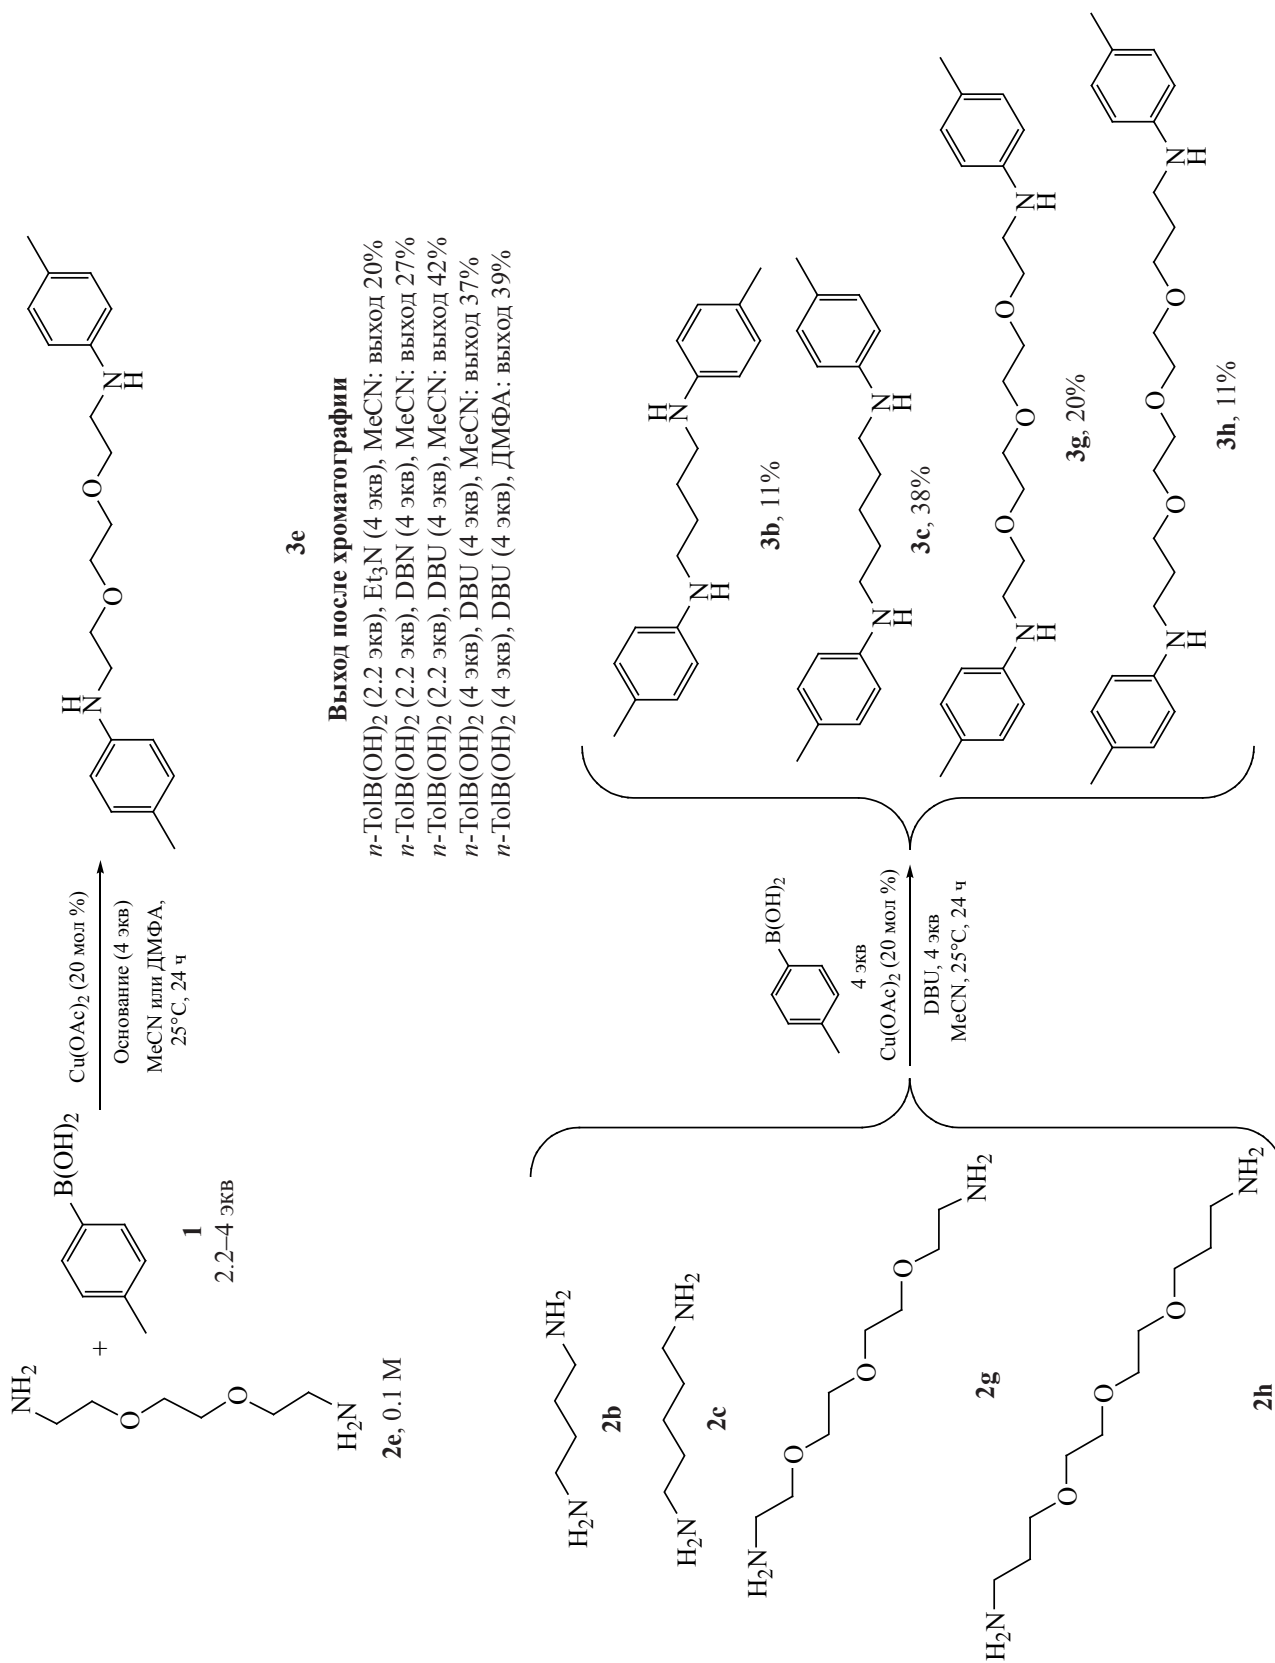 NH2
O
O
H2N
2e, 0.1 M
+
B(OH)2
1
2.2–4 экв
Cu(OAc)2 (20 мол %)
Основание (4 экв)
MeCN или ДМФА,
25°C, 24 ч
H
N
O
O
N
H
3e
Выход после хроматографии
п-TolB(OH)2 (2.2 экв), Et3N (4 экв), MeCN: выход 20%
п-TolB(OH)2 (2.2 экв), DBN (4 экв), MeCN: выход 27%
п-TolB(OH)2 (2.2 экв), DBU (4 экв), MeCN: выход 42%
п-TolB(OH)2 (4 экв), DBU (4 экв), MeCN: выход 37%
п-TolB(OH)2 (4 экв), DBU (4 экв), ДМФА: выход 39%
H2N
NH2
2b
H2N
NH2
2c
H2N
O
O
O
NH2
2g
H2N
O
O
O
NH2
2h
B(OH)2
4 экв
Cu(OAc)2 (20 мол %)
DBU, 4 экв
MeCN, 25°C, 24 ч
H
N
N
H
3b, 11%
N
H
N
H
3c, 38%
N
H
O
O
O
N
H
3g, 20%
N
H
O
O
O
N
H
3h, 11%